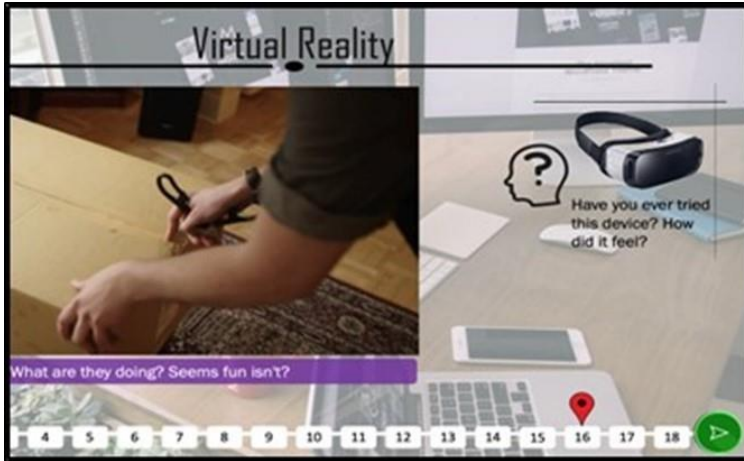 Virtual Reality
?
Have you ever tried
this device? How
did it feel?
What are they doing? Seems fun isn't?
4 5 6 7 8 9 10 11 12 13 14 15 16 17 18